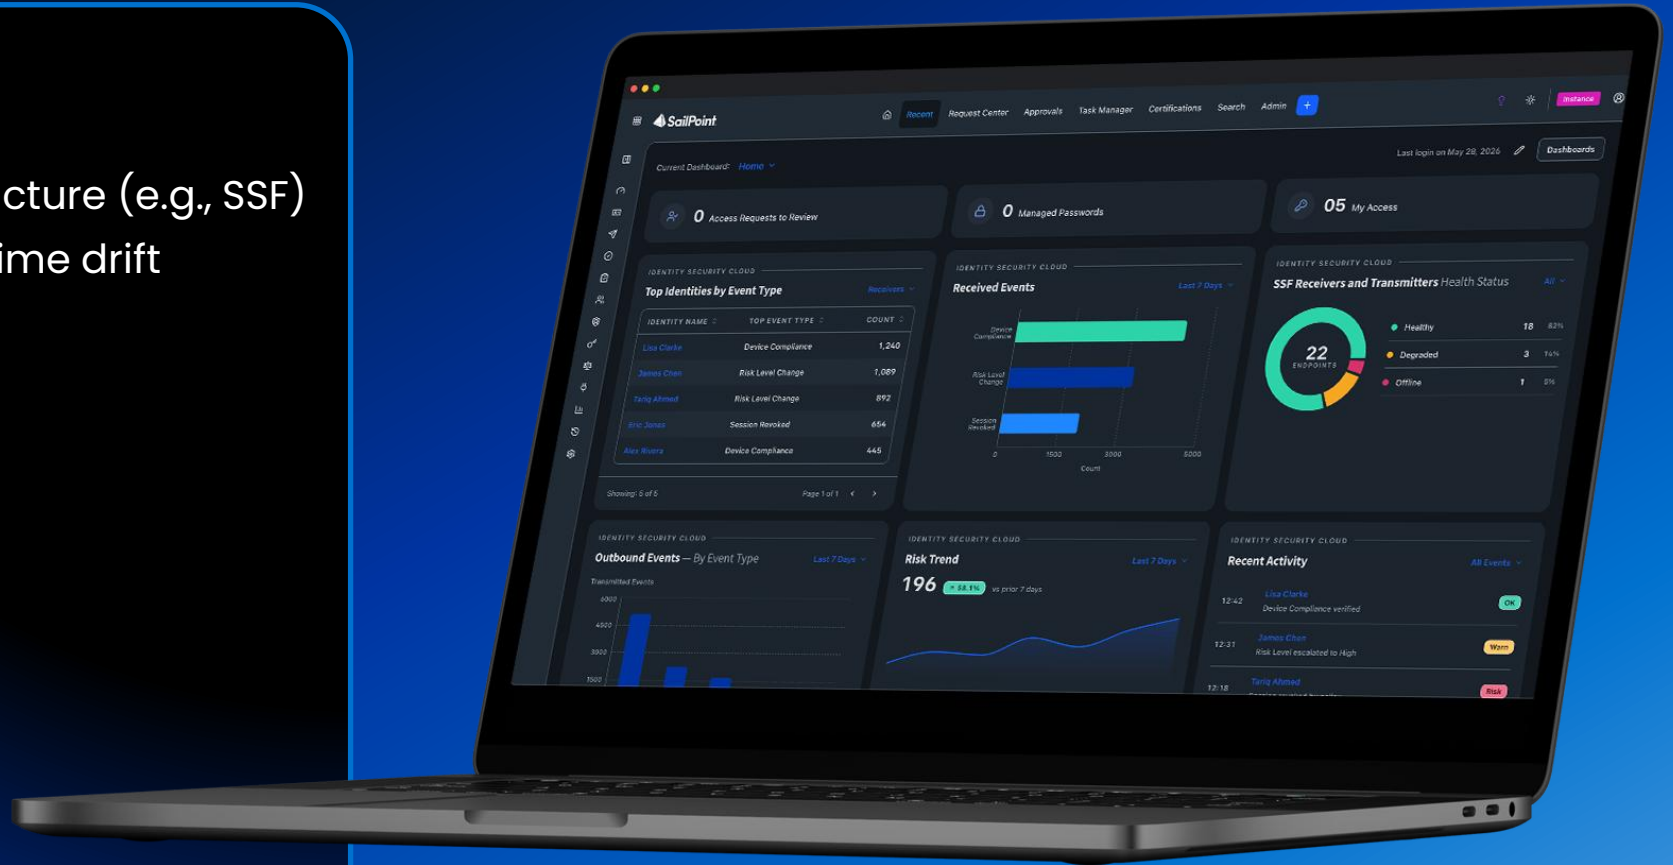 cture (e.g., SSF)
ime drift
SailPoint
Recent Request Center Approvals Task Manager Certifications Search Admin +
Instance
Current Dashboard: Home
Last login on May 28, 2026
Dashboards
0 Access Requests to Review
0 Managed Passwords
05 My Access
IDENTITY SECURITY CLOUD
Top Identities by Event Type
Receivers
IDENTITY NAME TOP EVENT TYPE COUNT
Lisa Clarke Device Compliance 1,240
James Chen Risk Level Change 1,089
Tariq Ahmed Risk Level Change 892
Eric Jones Session Revoked 654
Alex Rivera Device Compliance 445
Showing: 5 of 5
Page 1 of 1
IDENTITY SECURITY CLOUD
Received Events
Last 7 Days
Device
Compliance
Risk Level
Change
Session
Revoked
0 1500 3000 5000
Count
IDENTITY SECURITY CLOUD
SSF Receivers and Transmitters Health Status
All
22
ENDPOINTS
Healthy 18 82%
Degraded 3 14%
Offline 1 5%
IDENTITY SECURITY CLOUD
Outbound Events — By Event Type
Last 7 Days
Transmitted Events
6000
4500
3000
1500
IDENTITY SECURITY CLOUD
Risk Trend
Last 7 Days
196
58.1%
vs prior 7 days
IDENTITY SECURITY CLOUD
Recent Activity
All Events
12:42 Lisa Clarke
Device Compliance verified
OK
12:31 James Chen
Risk Level escalated to High
Warn
12:18 Tariq Ahmed
Risk